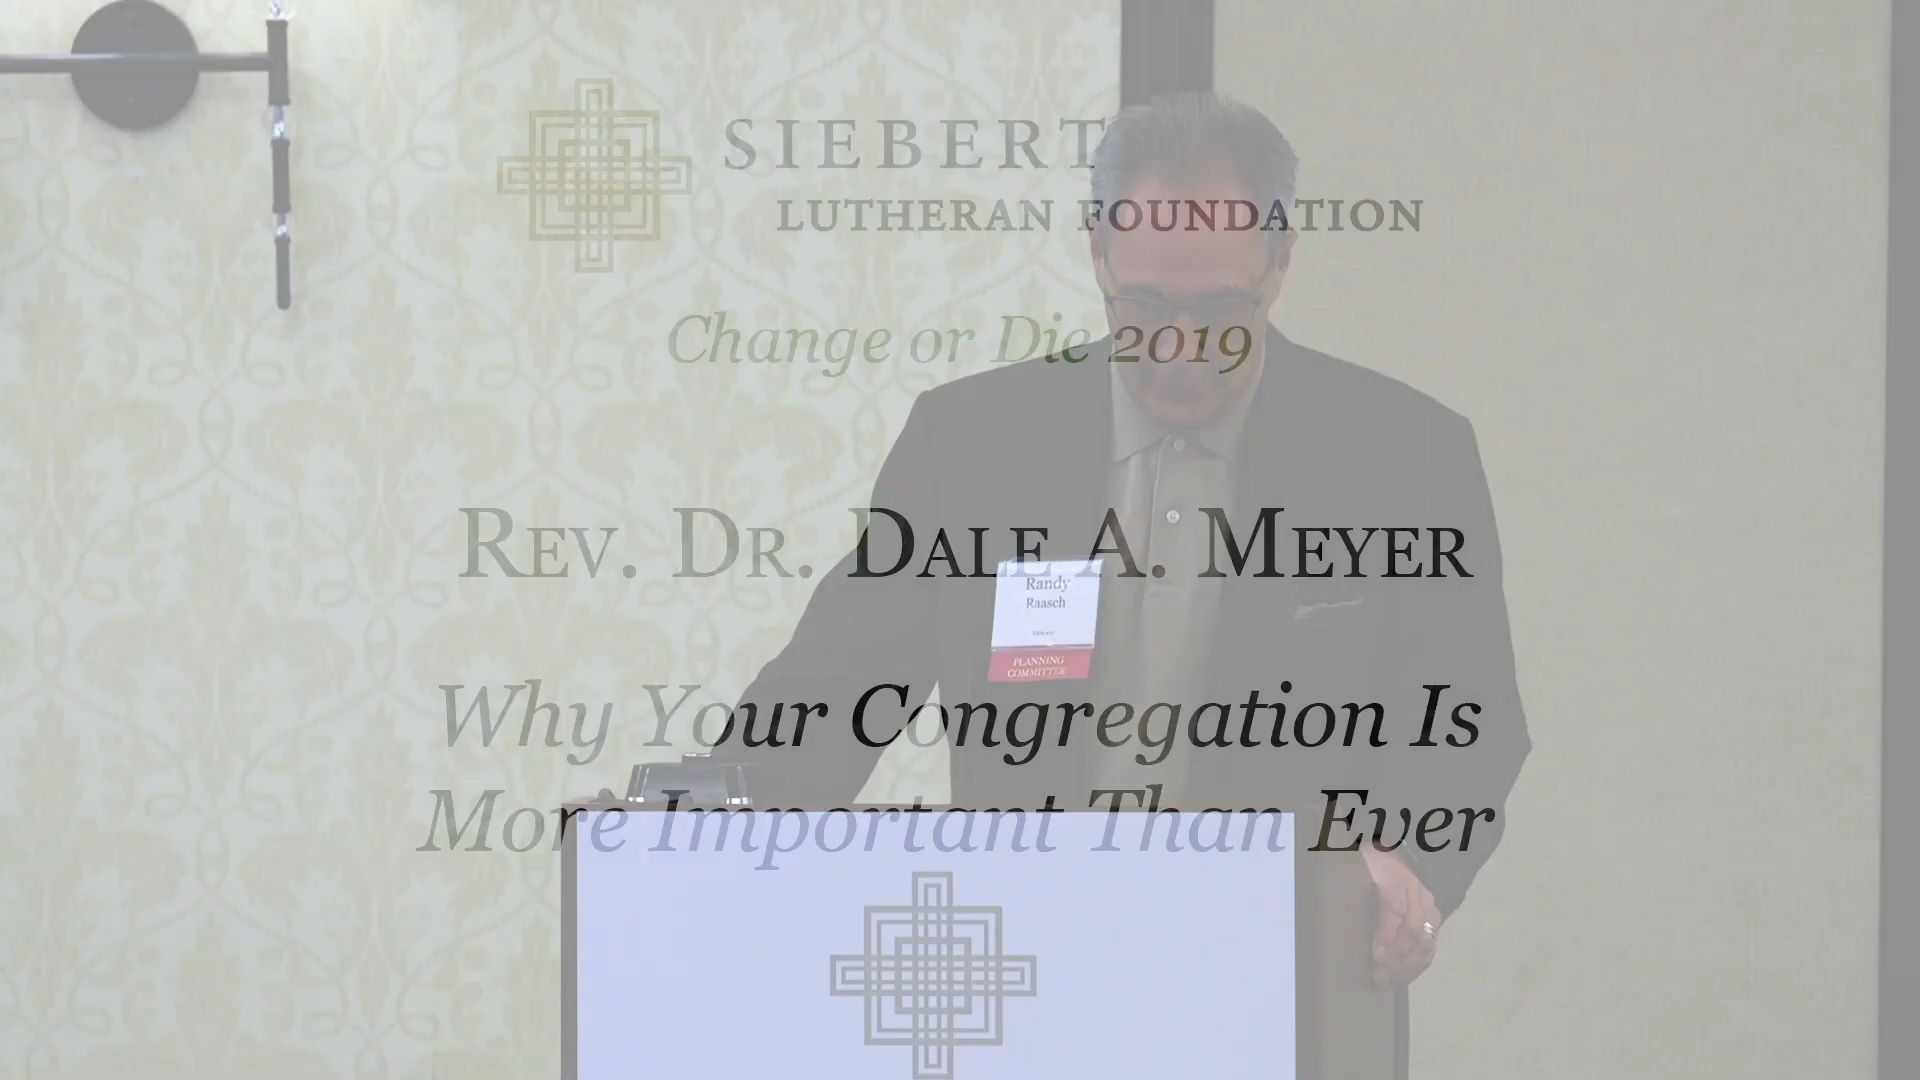 SIEBERT
LUTHERAN FOUNDATION
Change or Die 2019
REV. DR. DALE A. MEYER
Randy
Raasch
PLANNING
COMMITTEE
Why Your Congregation Is
More Important Than Ever